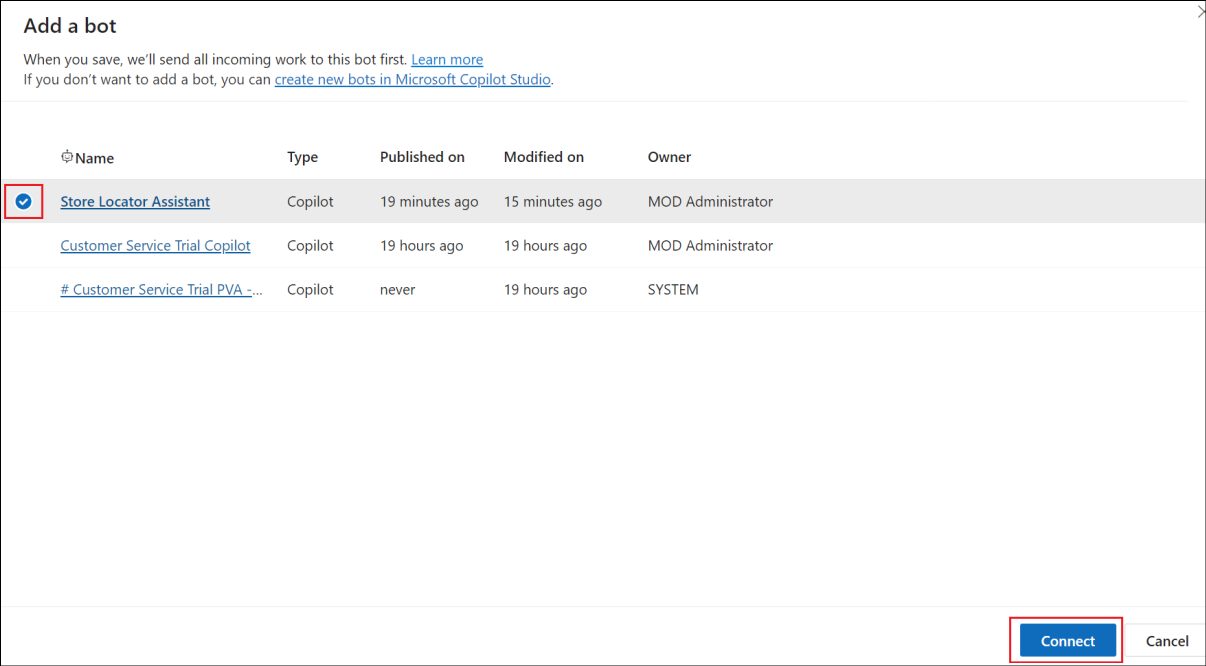 Add a bot
When you save, we’ll send all incoming work to this bot first. Learn more
If you don’t want to add a bot, you can create new bots in Microsoft Copilot Studio.
Name Type Published on Modified on Owner
Store Locator Assistant Copilot 19 minutes ago 15 minutes ago MOD Administrator
Customer Service Trial Copilot Copilot 19 hours ago 19 hours ago MOD Administrator
# Customer Service Trial PVA -... Copilot never 19 hours ago SYSTEM
Connect Cancel